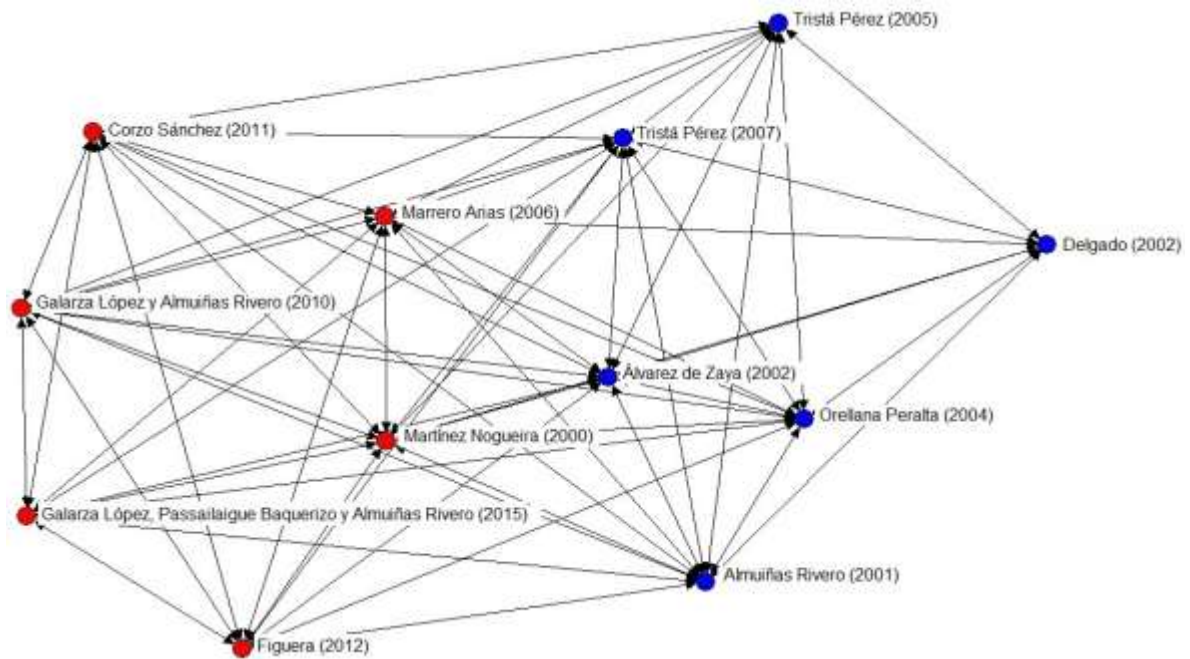 Tristá Pérez (2005)
Corzo Sánchez (2011)
Tristá Pérez (2007)
Marrero Arias (2006)
Delgado (2002)
Galarza López y Almuiñas Rivero (2010)
Álvarez de Zaya (2002)
Orellana Peralta (2004)
Martínez Nogueira (2000)
Galarza López, Passailaigue Baquerizo y Almuiñas Rivero (2015)
Almuiñas Rivero (2001)
Figuera (2012)